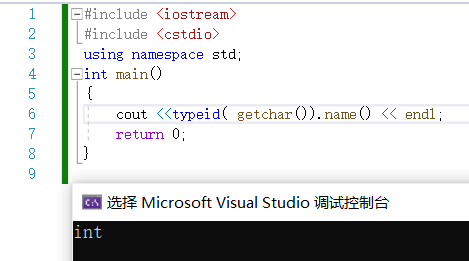 1 #include <iostream>
2 #include <cstdio>
3 using namespace std;
4 int main()
5 {
6 cout <<typeid( getchar()).name() << endl;
7 return 0;
8 }
9
C:\ 选择 Microsoft Visual Studio 调试控制台
int